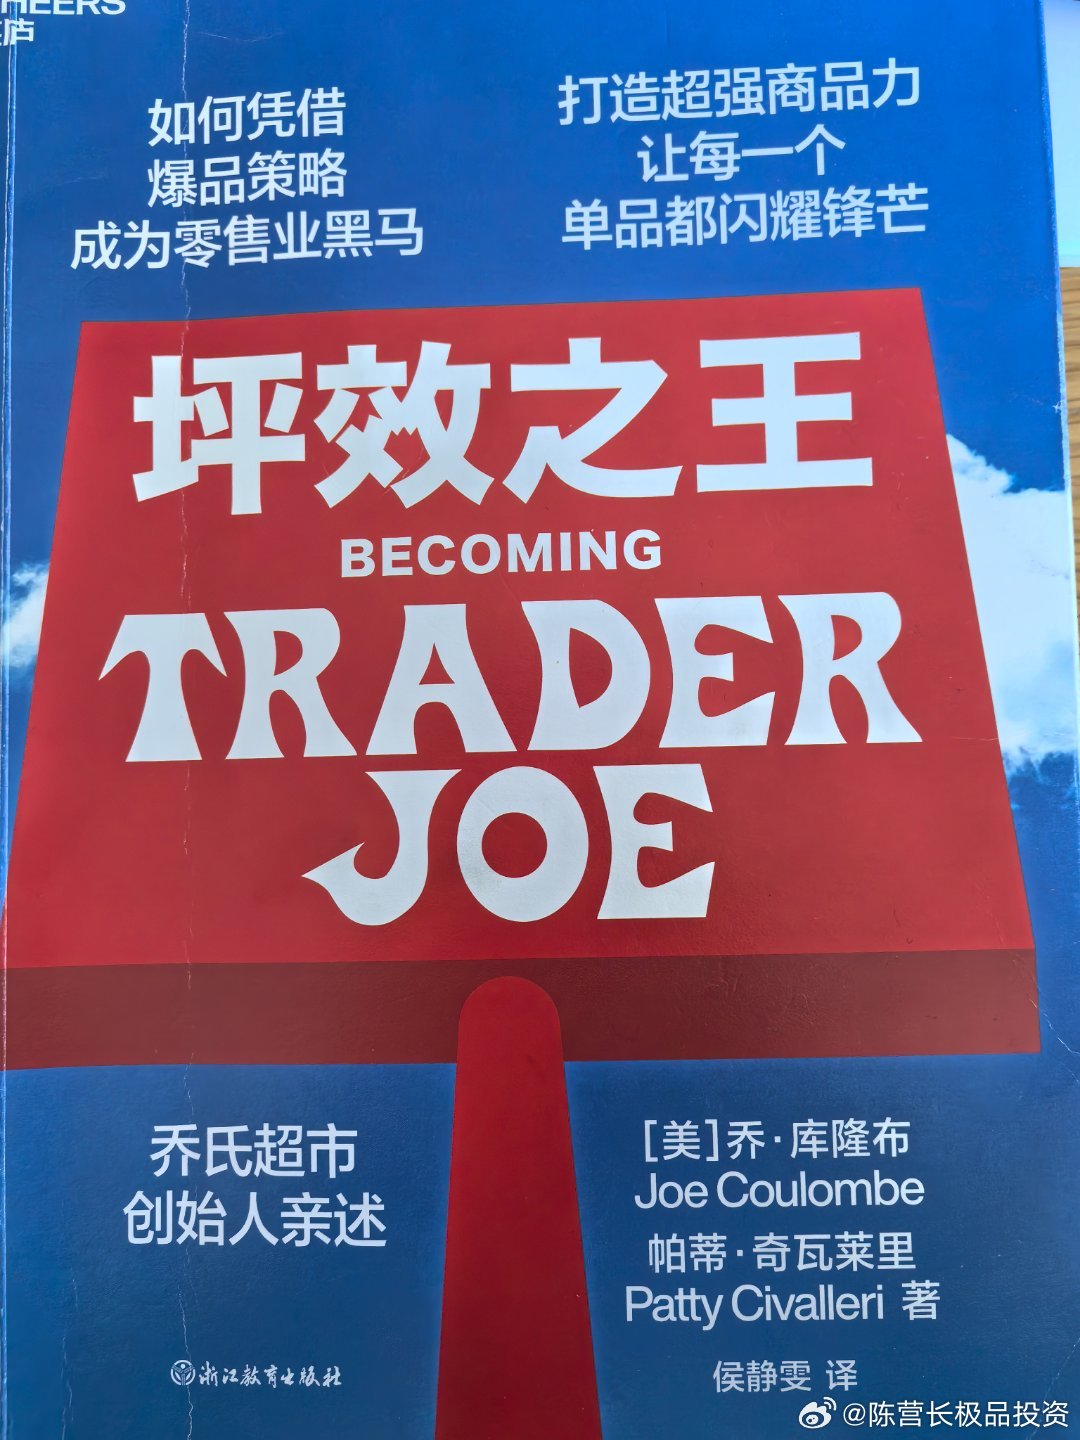 HEERS
庐
如何凭借
爆品策略
成为零售业黑马
打造超强商品力
让每一个
单品都闪耀锋芒
坪效之王
BECOMING
TRADER
JOE
乔氏超市
创始人亲述
[美]乔·库隆布
Joe Coulombe
帕蒂·奇瓦莱里
Patty Civalleri 著
浙江教育出版社
侯静雯 译
@陈营长极品投资